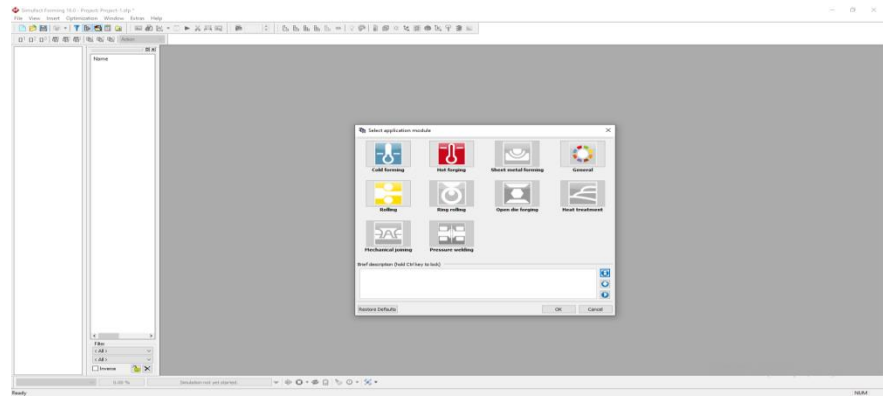 Simufact Forming 16.0 - Prepare: Project-1.sfp *
File View Insert Optimization Window Extras Help
Name
Select application module
Cold forming Hot forging Sheet metal forming General
Rolling Ring rolling Open die forging Heat treatment
Mechanical joining Pressure welding
Brief description (hold Ctrl key to lock)
Restore Defaults OK Cancel
Filter
< All >
< All >
Inverse
0.00 % Simulation not yet started.
Ready NUM